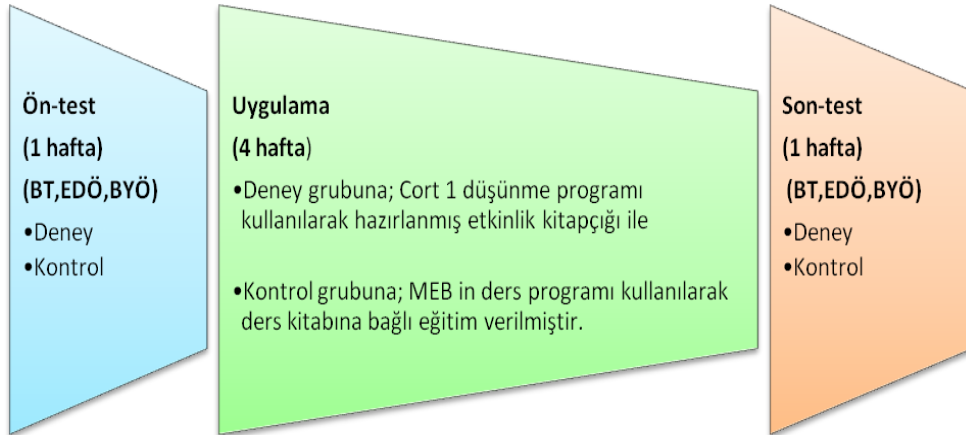 Ön-test
(1 hafta)
(BT,EDÖ,BYÖ)
•Deney
•Kontrol
Uygulama
(4 hafta)
•Deney grubuna; Cort 1 düşünme programı
kullanılarak hazırlanmış etkinlik kitapçığı ile
•Kontrol grubuna; MEB in ders programı kullanılarak
ders kitabına bağlı eğitim verilmiştir.
Son-test
(1 hafta)
(BT,EDÖ,BYÖ)
•Deney
•Kontrol